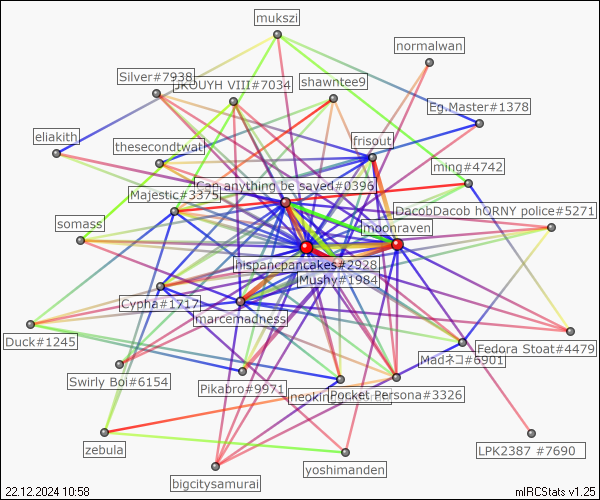 mukszi
normalwan
Silver#7938
JKOUYH VIII#7034
shawntee9
Eg.Master#1378
eliakith
thesecondtwat
frisout
ming#4742
Can anything be saved#0396
Majestic#3375
DacobDacob hORNY police#5271
somass
moonraven
hispancpancakes#2928
Mushy#1984
Cypha#1717
marcemadness
Duck#1245
Fedora Stoat#4479
Madネコ#6901
Swirly Boi#6154
Pikabro#9971
Pocket Persona#3326
zebula
LPK2387 #7690
yoshimanden
bigcitysamurai
22.12.2024 10:58
mIRCStats v1.25